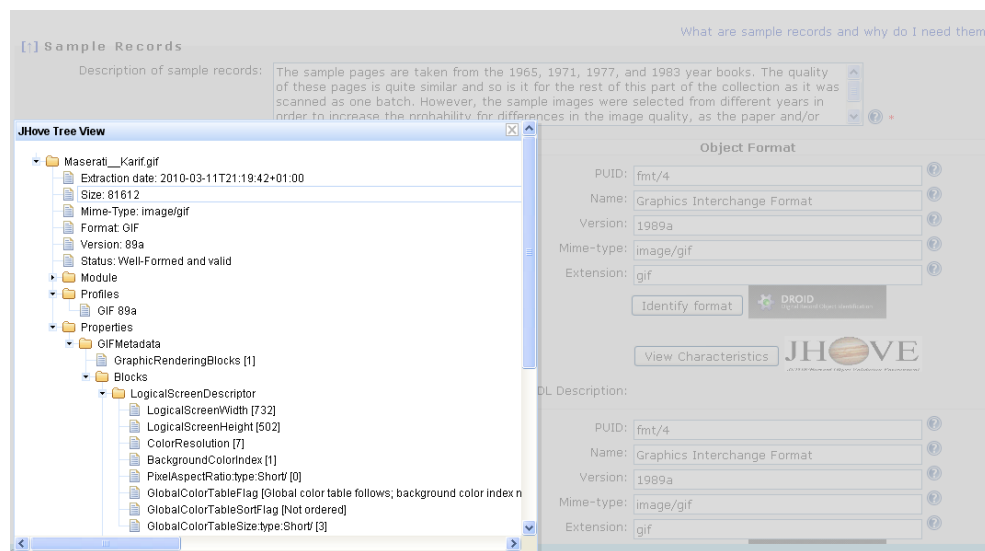 What are sample records and why do I need them
[↑] Sample Records
Description of sample records:
The sample pages are taken from the 1965, 1971, 1977, and 1983 year books. The quality
of these pages is quite similar and so is it for the rest of this part of the collection as it was
scanned as one batch. However, the sample images were selected from different years in
order to increase the probability for differences in the image quality, as the paper and/or
JHove Tree View
Maserati__Karif.gif
Extraction date: 2010-03-11T21:19:42+01:00
Size: 81612
Mime-Type: image/gif
Format: GIF
Version: 89a
Status: Well-Formed and valid
Module
Profiles
GIF 89a
Properties
GIFMetadata
GraphicRenderingBlocks [1]
Blocks
LogicalScreenDescriptor
LogicalScreenWidth [732]
LogicalScreenHeight [502]
ColorResolution [7]
BackgroundColorIndex [1]
PixelAspectRatio:type:Short/ [0]
GlobalColorTableFlag [Global color table follows; background color index n
GlobalColorTableSortFlag [Not ordered]
GlobalColorTableSize:type:Short/ [3]
Object Format
PUID: fmt/4
Name: Graphics Interchange Format
Version: 1989a
Mime-type: image/gif
Extension: gif
Identify format
DROID
View Characteristics
JHOVE
DL Description:
PUID: fmt/4
Name: Graphics Interchange Format
Version: 1989a
Mime-type: image/gif
Extension: gif